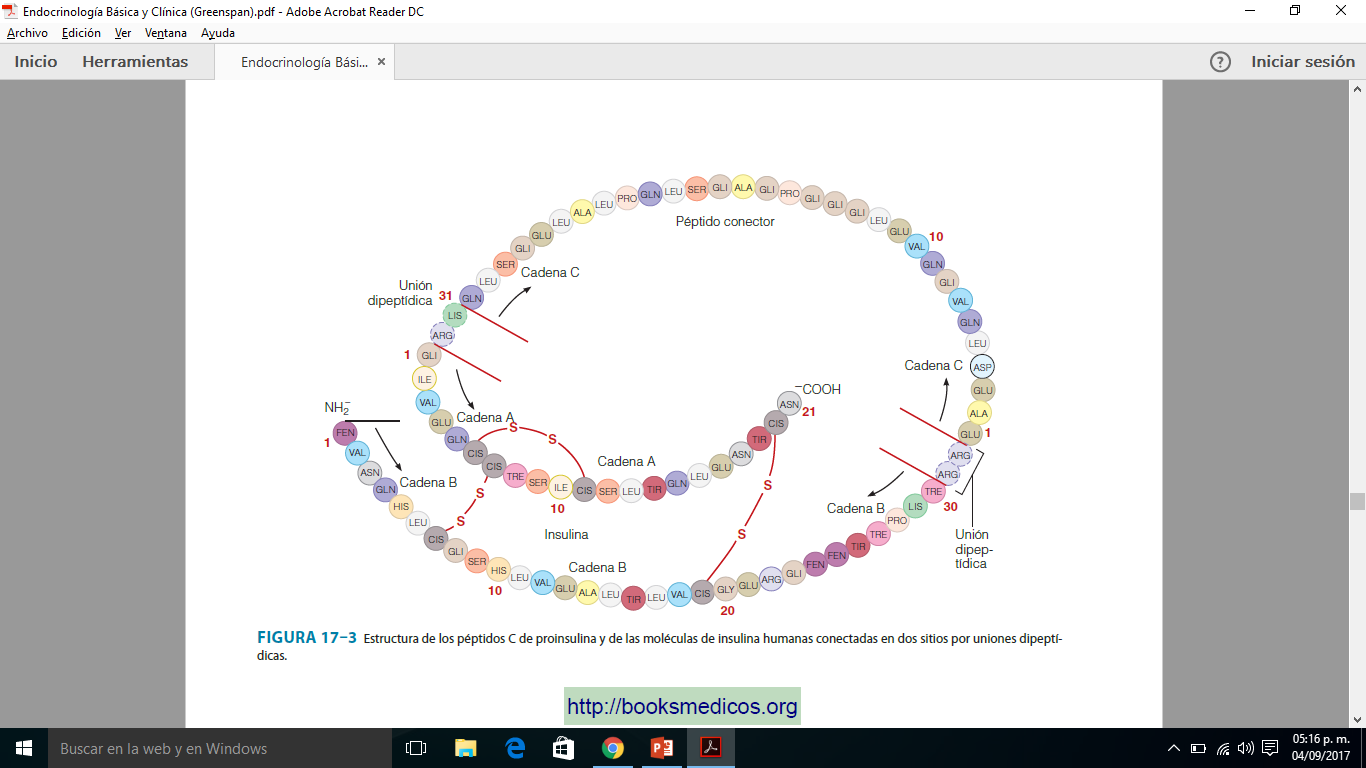 Endocrinología Básica y Clínica (Greenspan).pdf - Adobe Acrobat Reader DC
Archivo Edición Ver Ventana Ayuda
Inicio Herramientas Endocrinología Bási... × ? Iniciar sesión
Péptido conector
PRO GLN LEU SER GLI ALA GLI PRO GLI GLI GLI LEU GLU VAL 10
GLN GLI VAL GLN LEU ASP GLU ALA GLU 1
ARG ARG
LEU ALA LEU
GLU GLI SER LEU GLN 31
LIS ARG
Unión
dipeptídica
Cadena C
Cadena C
1 GLI ILE VAL GLU GLN CIS CIS TRE SER ILE 10 CIS SER LEU TIR GLN LEU GLU ASN TIR CIS ASN 21
⁻COOH
Cadena A
Cadena A
S S
S S
S S
NH₂⁻
1 FEN VAL ASN GLN HIS LEU CIS GLI SER HIS 10 LEU VAL GLU ALA LEU TIR LEU VAL CIS GLY 20 GLU ARG GLI FEN FEN TIR TRE PRO LIS TRE 30
Cadena B
Cadena B
Cadena B
Insulina
Unión
dipep-
tídica
FIGURA 17–3 Estructura de los péptidos C de proinsulina y de las moléculas de insulina humanas conectadas en dos sitios por uniones dipeptí-
dicas.
http://booksmedicos.org
Buscar en la web y en Windows
05:16 p. m.
04/09/2017